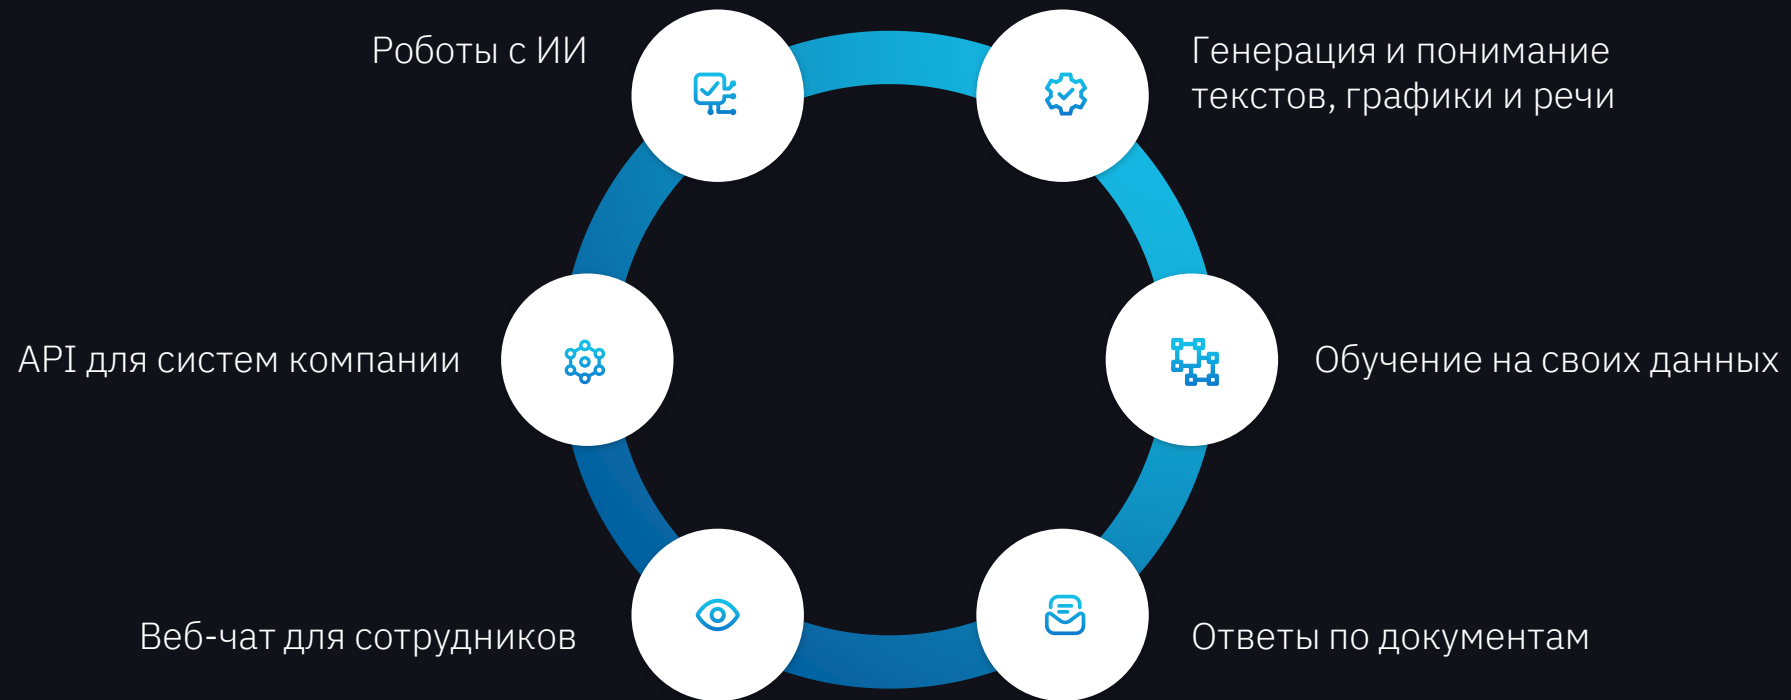 Роботы с ИИ
Генерация и понимание
текстов, графики и речи
API для систем компании
Обучение на своих данных
Веб-чат для сотрудников
Ответы по документам